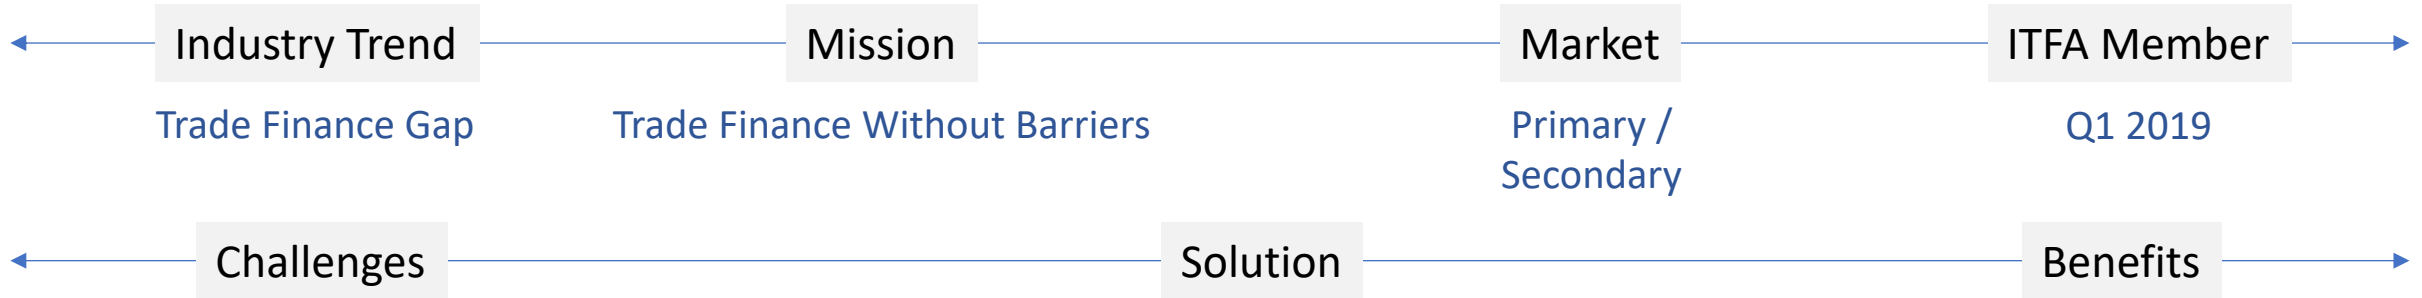 Industry Trend
Mission
Market
ITFA Member
Trade Finance Gap
Trade Finance Without Barriers
Primary /
Secondary
Q1 2019
Challenges
Solution
Benefits